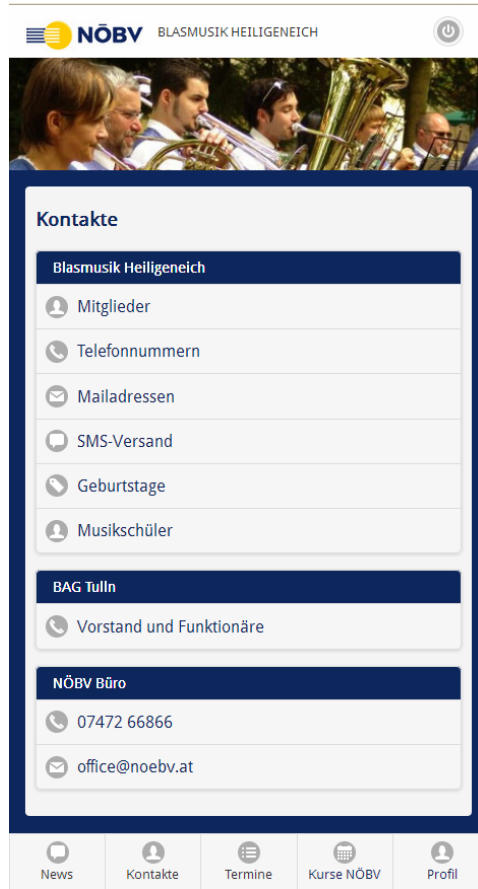 NÖBV BLASMUSIK HEILIGENEICH
Kontakte
Blasmusik Heiligeneich
Mitglieder
Telefonnummern
Mailadressen
SMS-Versand
Geburtstage
Musikschüler
BAG Tulln
Vorstand und Funktionäre
NÖBV Büro
07472 66866
office@noebv.at
News Kontakte Termine Kurse NÖBV Profil